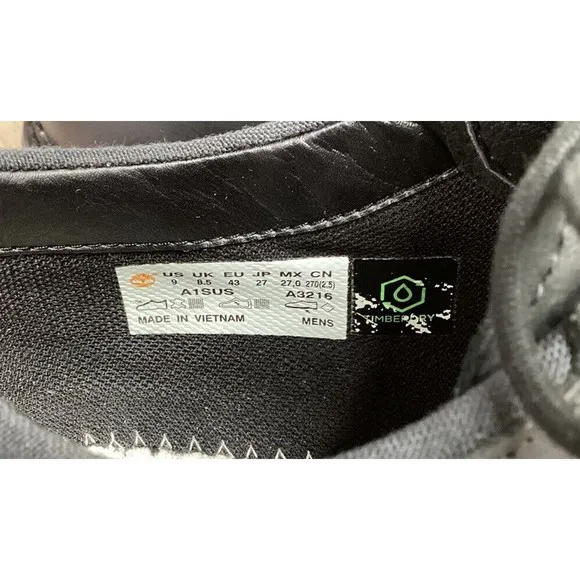 US UK EU JP MX CN
9 8.5 43 27 27,0 270(2.5)
A1SUS A3216
MADE IN VIETNAM MENS
TIMBERDRY